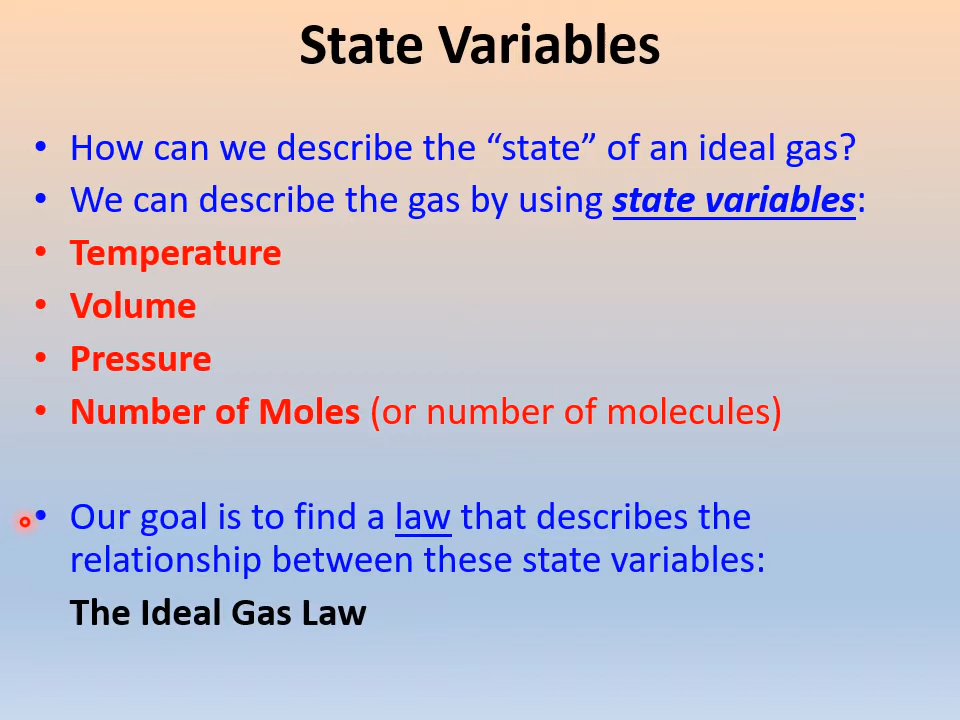 State Variables
• How can we describe the “state” of an ideal gas?
• We can describe the gas by using state variables:
• Temperature
• Volume
• Pressure
• Number of Moles (or number of molecules)
• Our goal is to find a law that describes the
relationship between these state variables:
The Ideal Gas Law